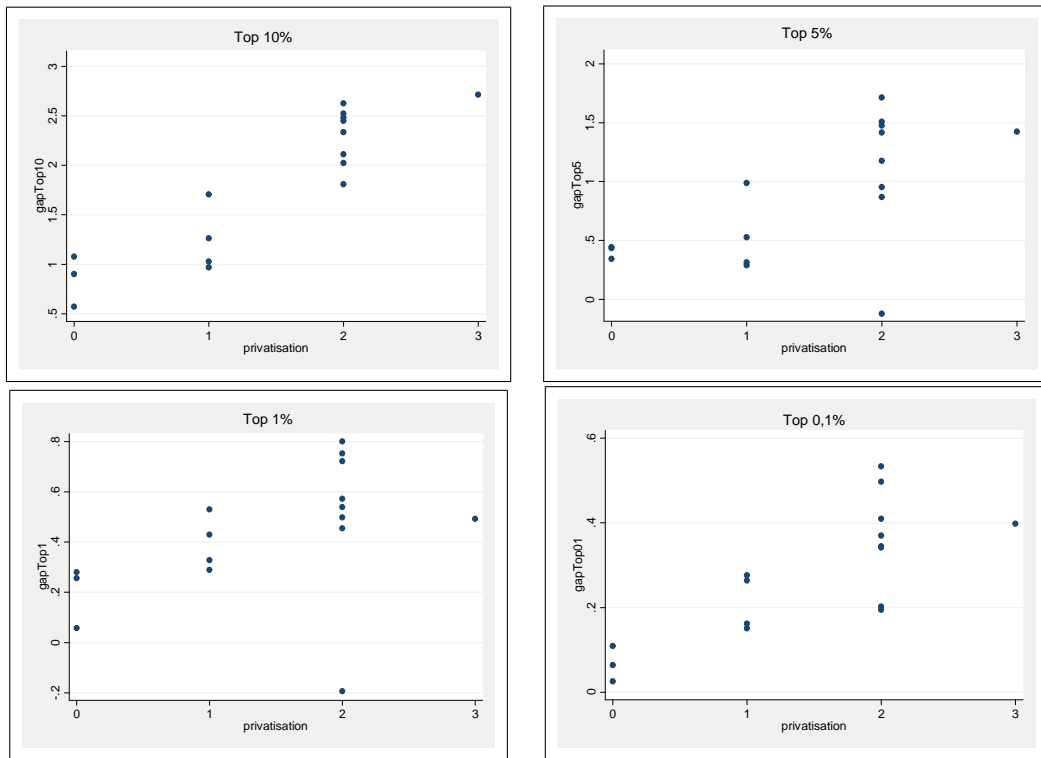 Top 10%
3
2.5
2
1.5
1
.5
gapTop10
0 1 2 3
privatisation
Top 5%
2
1.5
1
.5
0
gapTop5
0 1 2 3
privatisation
Top 1%
.8
.6
.4
.2
0
-.2
gapTop1
0 1 2 3
privatisation
Top 0,1%
.6
.4
.2
0
gapTop01
0 1 2 3
privatisation